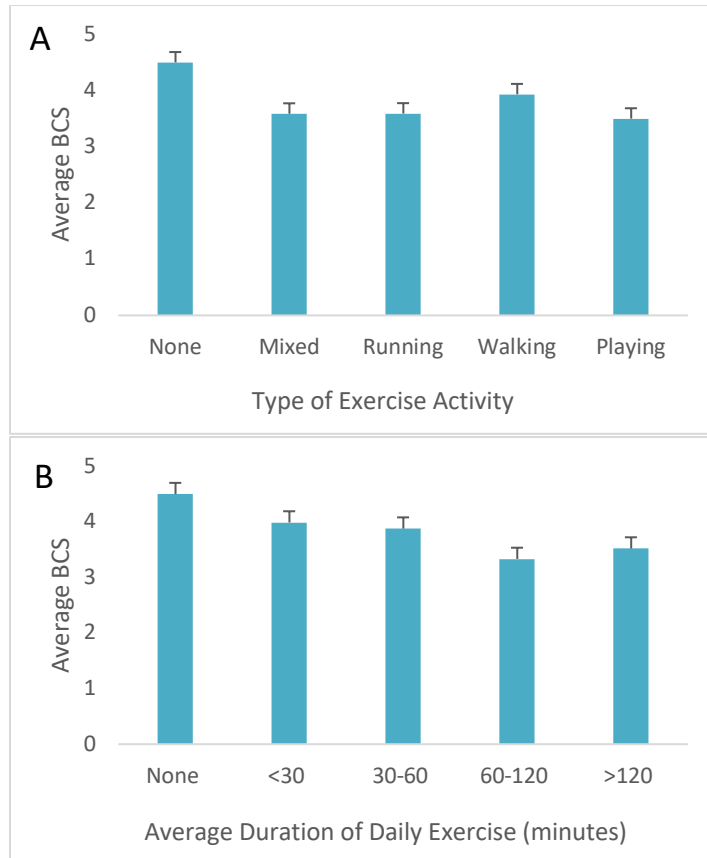 A
5
4
3
2
1
0
Average BCS
None Mixed Running Walking Playing
Type of Exercise Activity
B
5
4
3
2
1
0
Average BCS
None <30 30-60 60-120 >120
Average Duration of Daily Exercise (minutes)